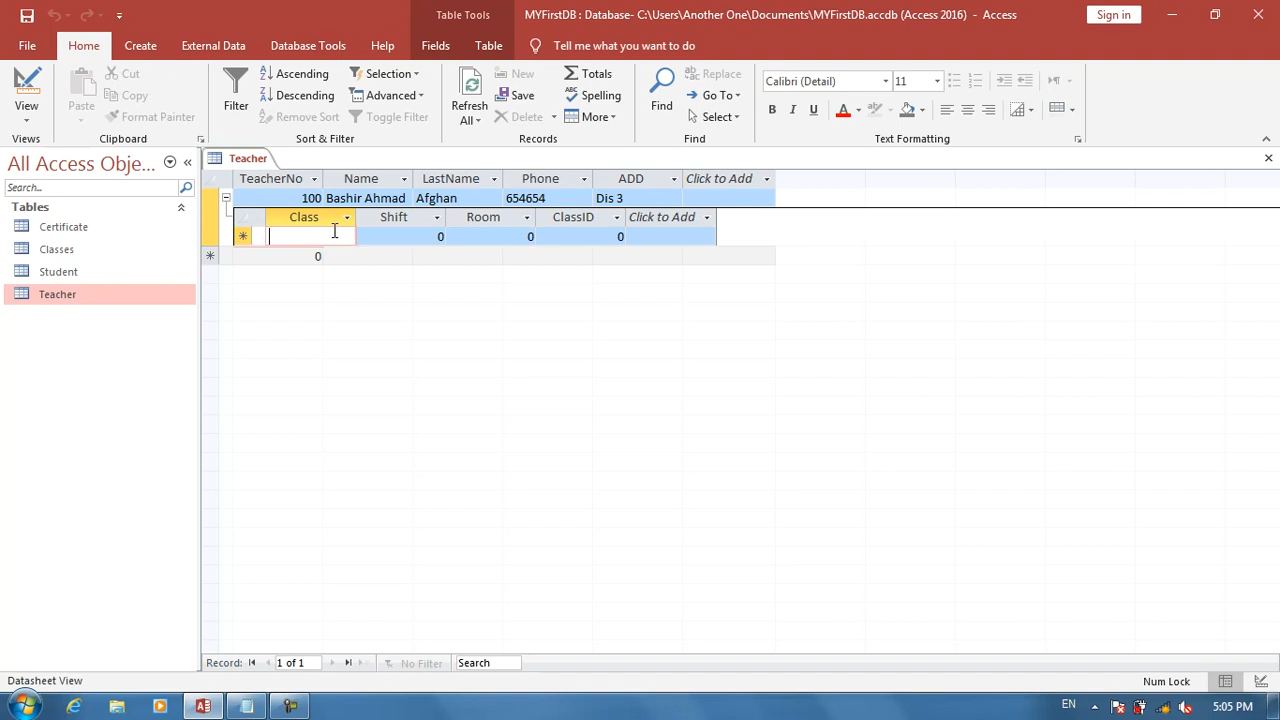 Table Tools
MYFirstDB : Database- C:\Users\Another One\Documents\MYFirstDB.accdb (Access 2016) - Access
Sign in
File Home Create External Data Database Tools Help Fields Table Tell me what you want to do
View
Views
Paste
Cut
Copy
Format Painter
Clipboard
Filter
Ascending
Descending
Remove Sort
Selection
Advanced
Toggle Filter
Sort & Filter
Refresh
All
New
Save
Delete
Totals
Spelling
More
Records
Find
Replace
Go To
Select
Find
Calibri (Detail) 11
B I U A
Text Formatting
All Access Obje...
Search...
Tables
Certificate
Classes
Student
Teacher
Teacher
TeacherNo Name LastName Phone ADD Click to Add
100 Bashir Ahmad Afghan 654654 Dis 3
Class Shift Room ClassID Click to Add
0 0 0
0
Record: 1 of 1 No Filter Search
Datasheet View
Num Lock
EN
5:05 PM